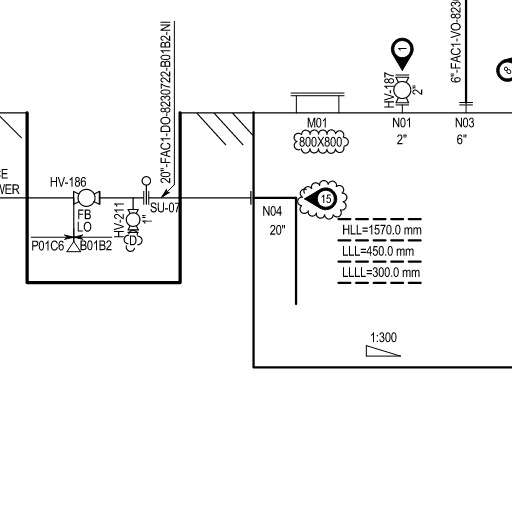 20"-FAC1-DO-8230722-B01B2-NI
6"-FAC1-VO-823
1
8
HV-187
2"
M01
800X800
N01
2"
N03
6"
HV-186
WER
FB
LO
HV-211
1"
D
SU-07
P01C6
B01B2
N04
20"
15
HLL=1570.0 mm
LLL=450.0 mm
LLLL=300.0 mm
1:300